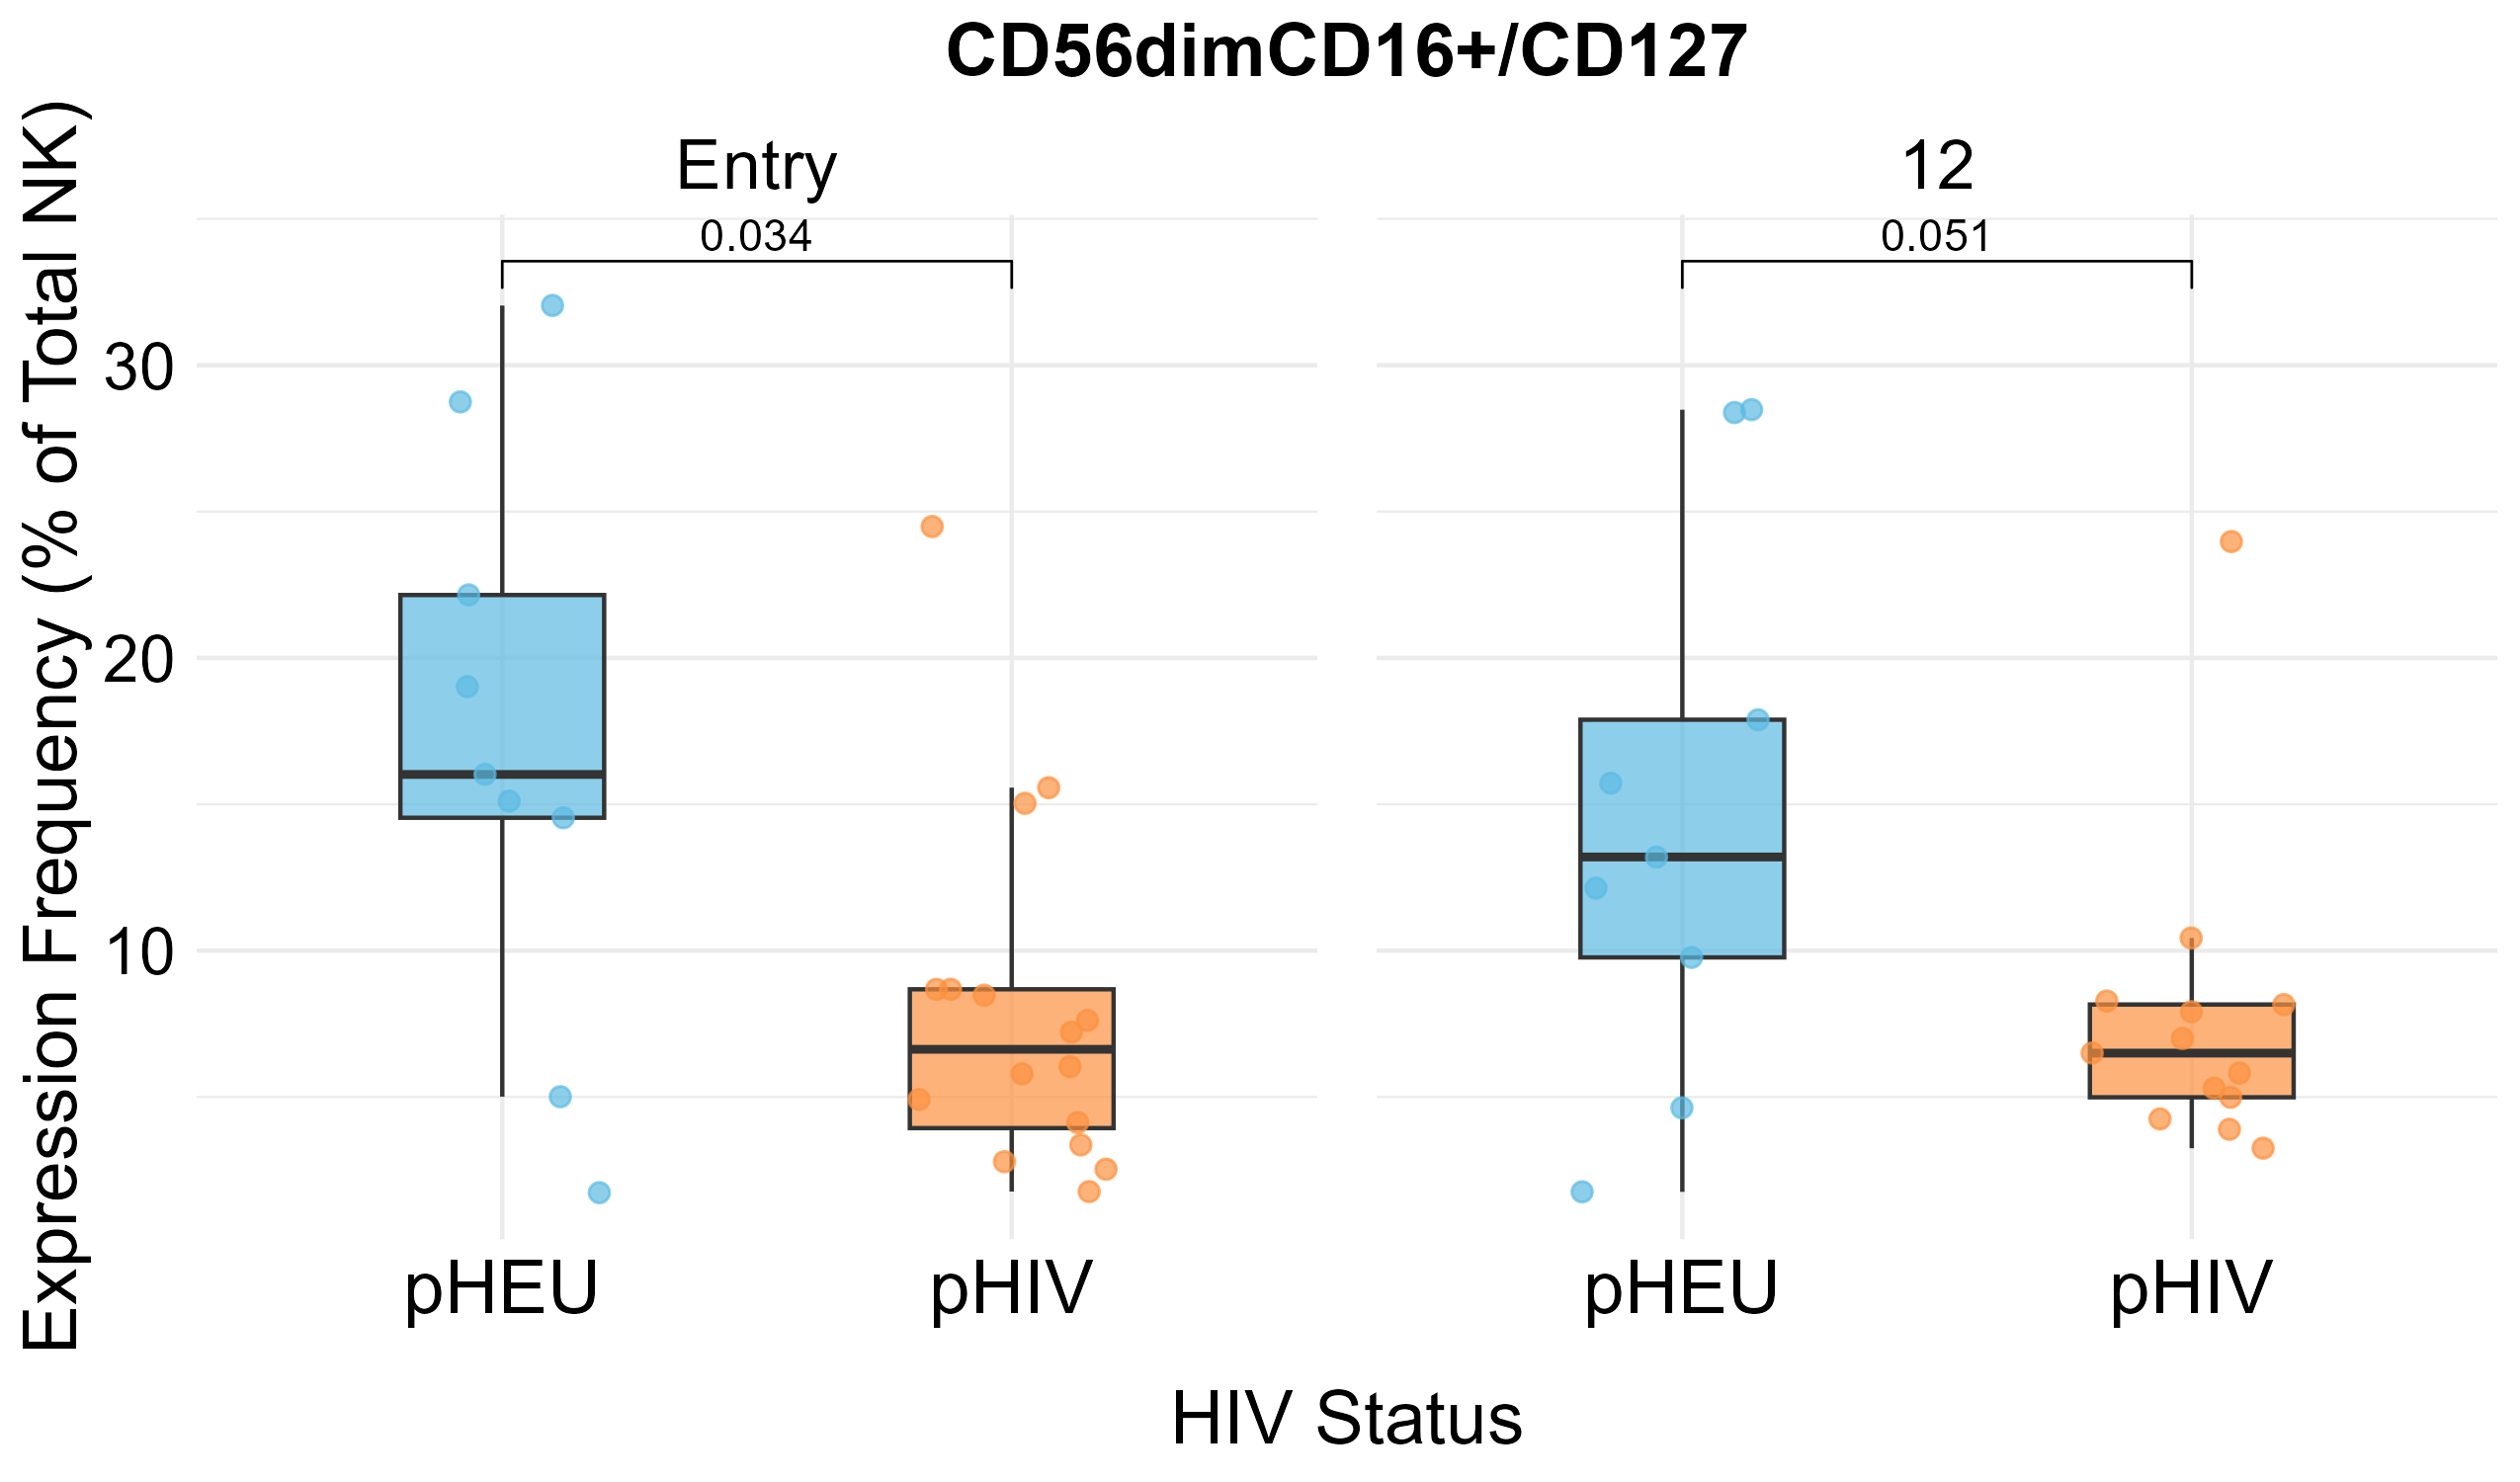 CD56dimCD16+/CD127
Entry
12
0.034
0.051
Expression Frequency (% of Total NK)
30
20
10
pHEU
pHIV
pHEU
pHIV
HIV Status